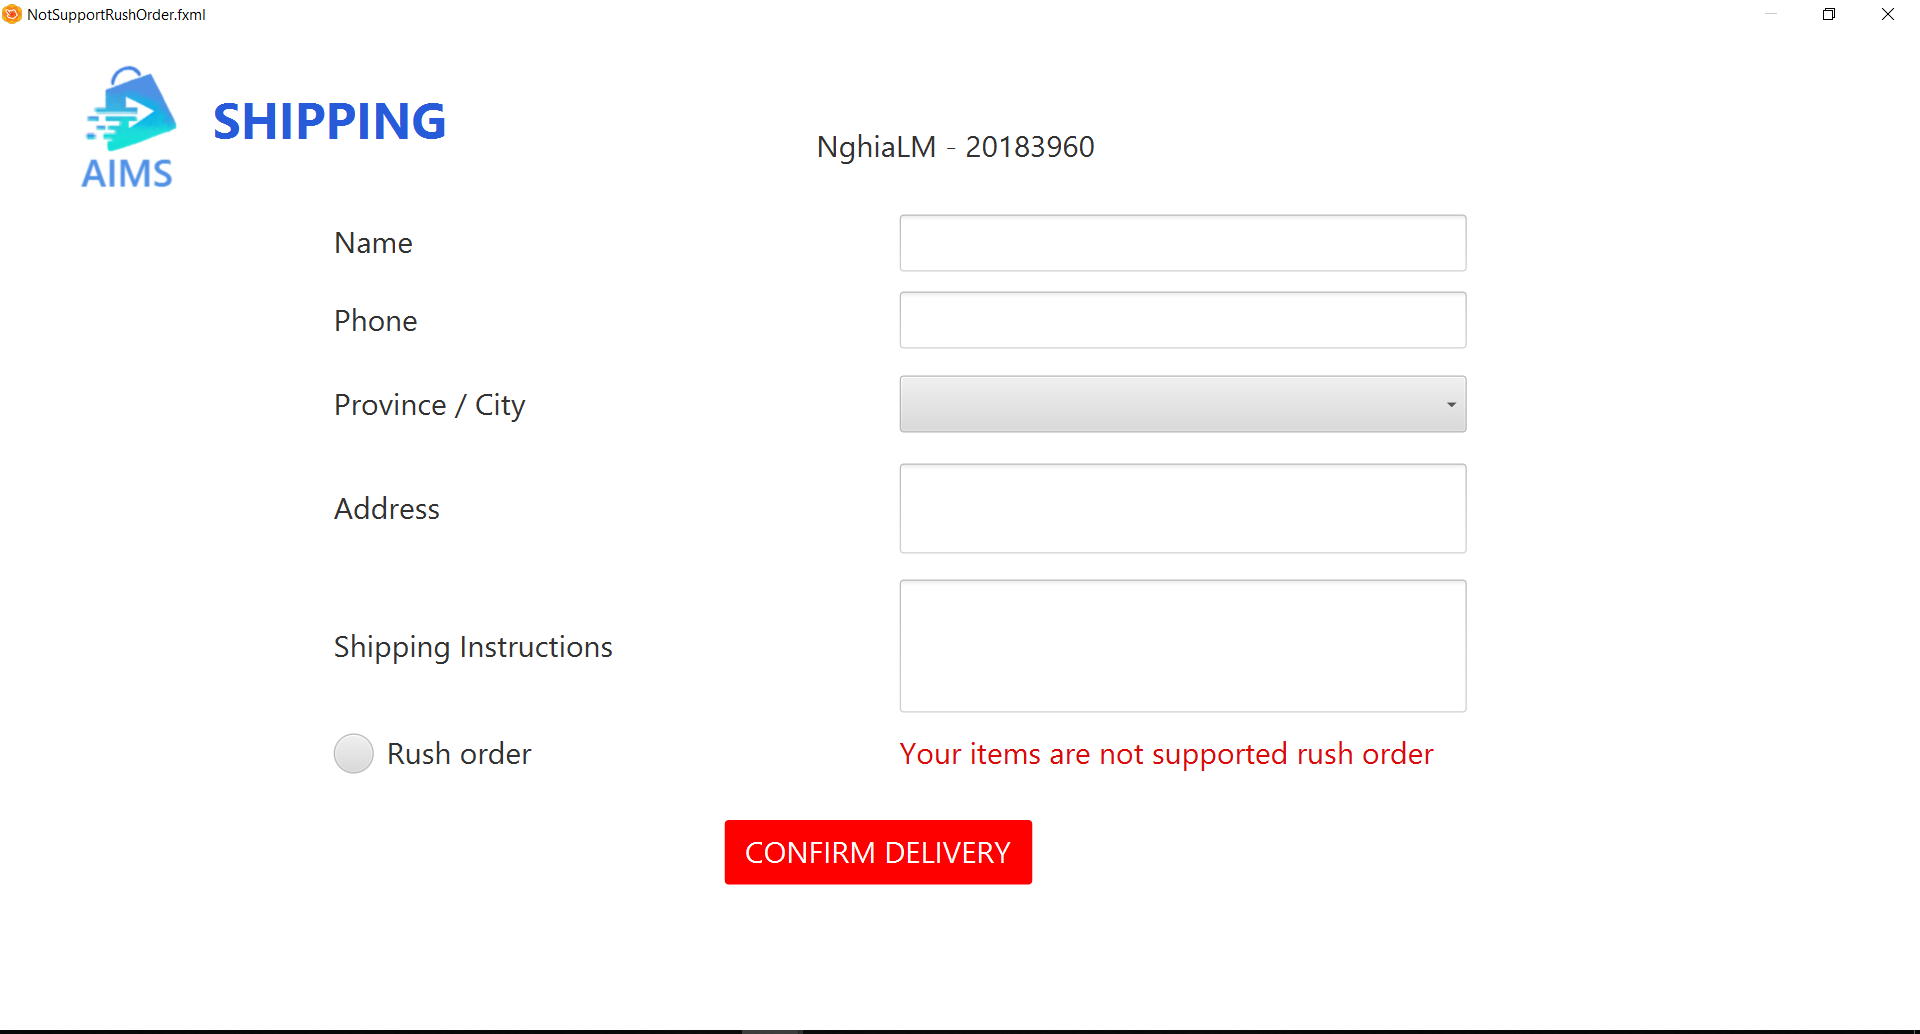 NotSupportRushOrder.fxml
AIMS
SHIPPING
NghiaLM - 20183960
Name
Phone
Province / City
Address
Shipping Instructions
Rush order
Your items are not supported rush order
CONFIRM DELIVERY